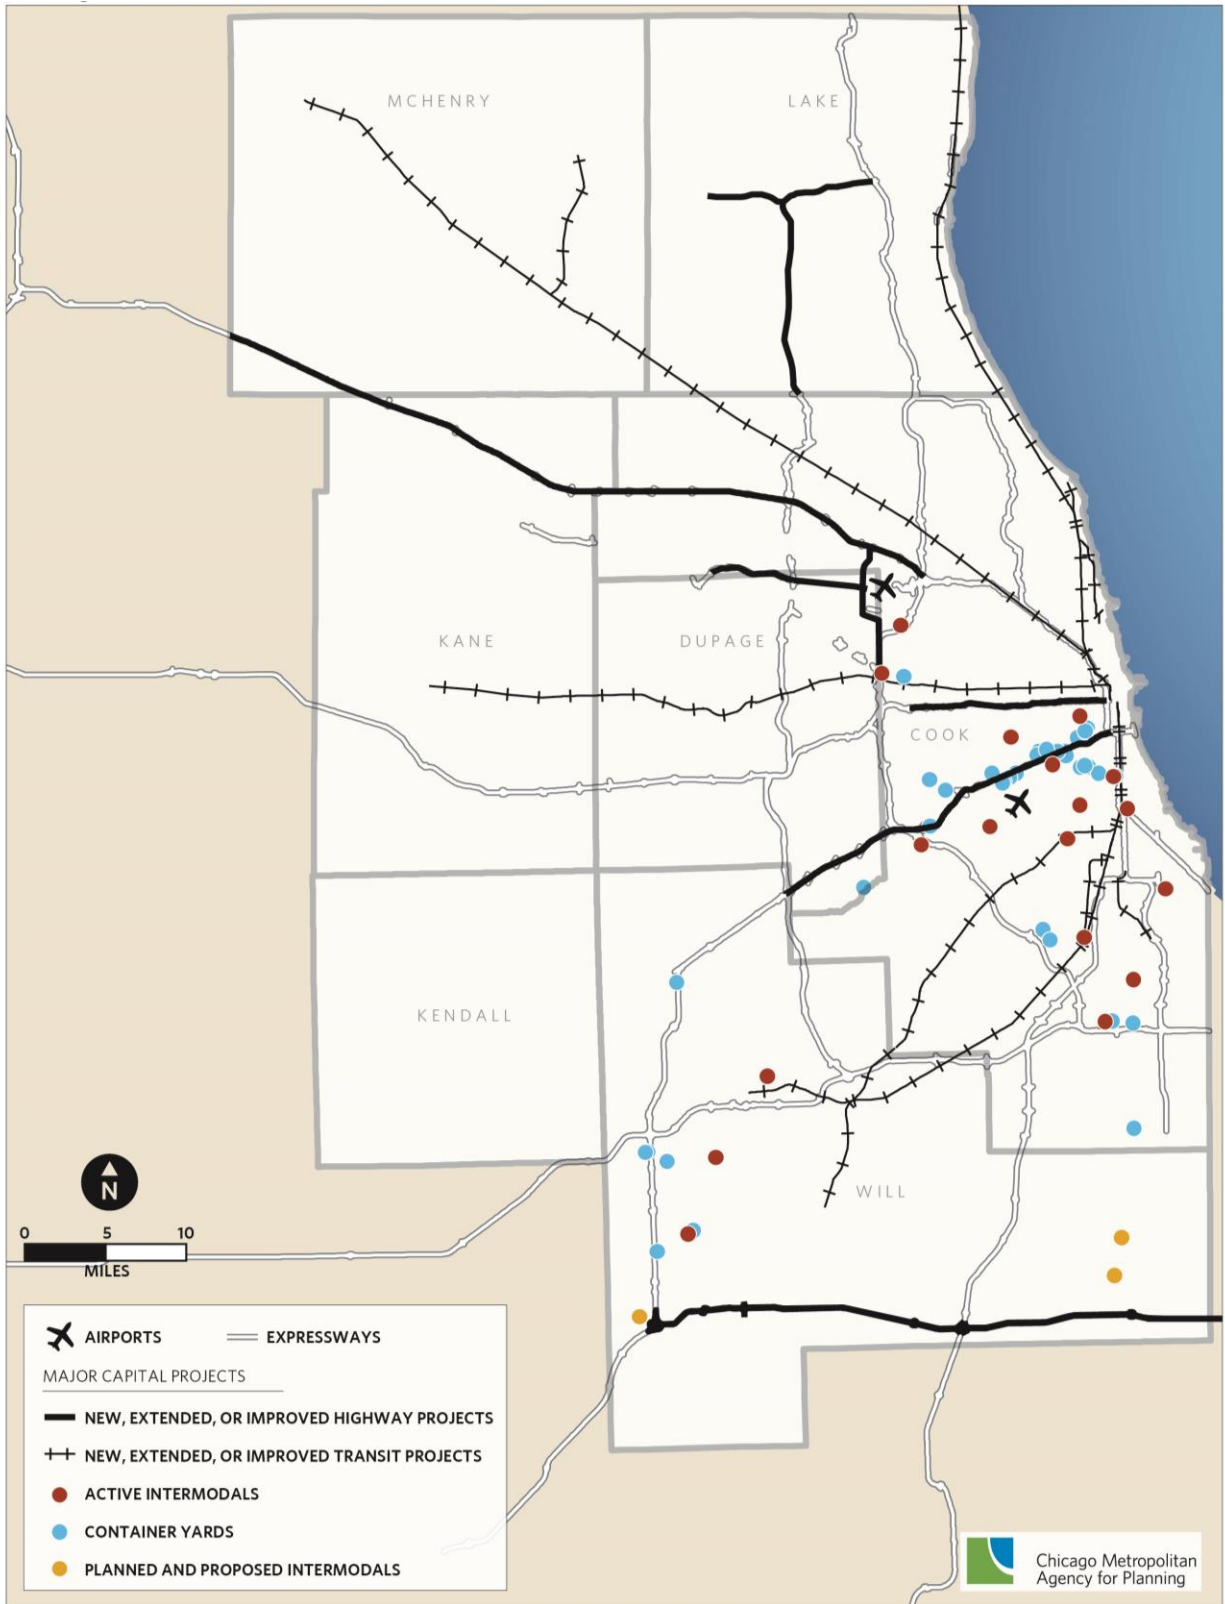 MCHENRY
LAKE
KANE
DUPAGE
COOK
KENDALL
WILL
N
0 5 10
MILES
AIRPORTS
EXPRESSWAYS
MAJOR CAPITAL PROJECTS
NEW, EXTENDED, OR IMPROVED HIGHWAY PROJECTS
NEW, EXTENDED, OR IMPROVED TRANSIT PROJECTS
ACTIVE INTERMODALS
CONTAINER YARDS
PLANNED AND PROPOSED INTERMODALS
Chicago Metropolitan
Agency for Planning